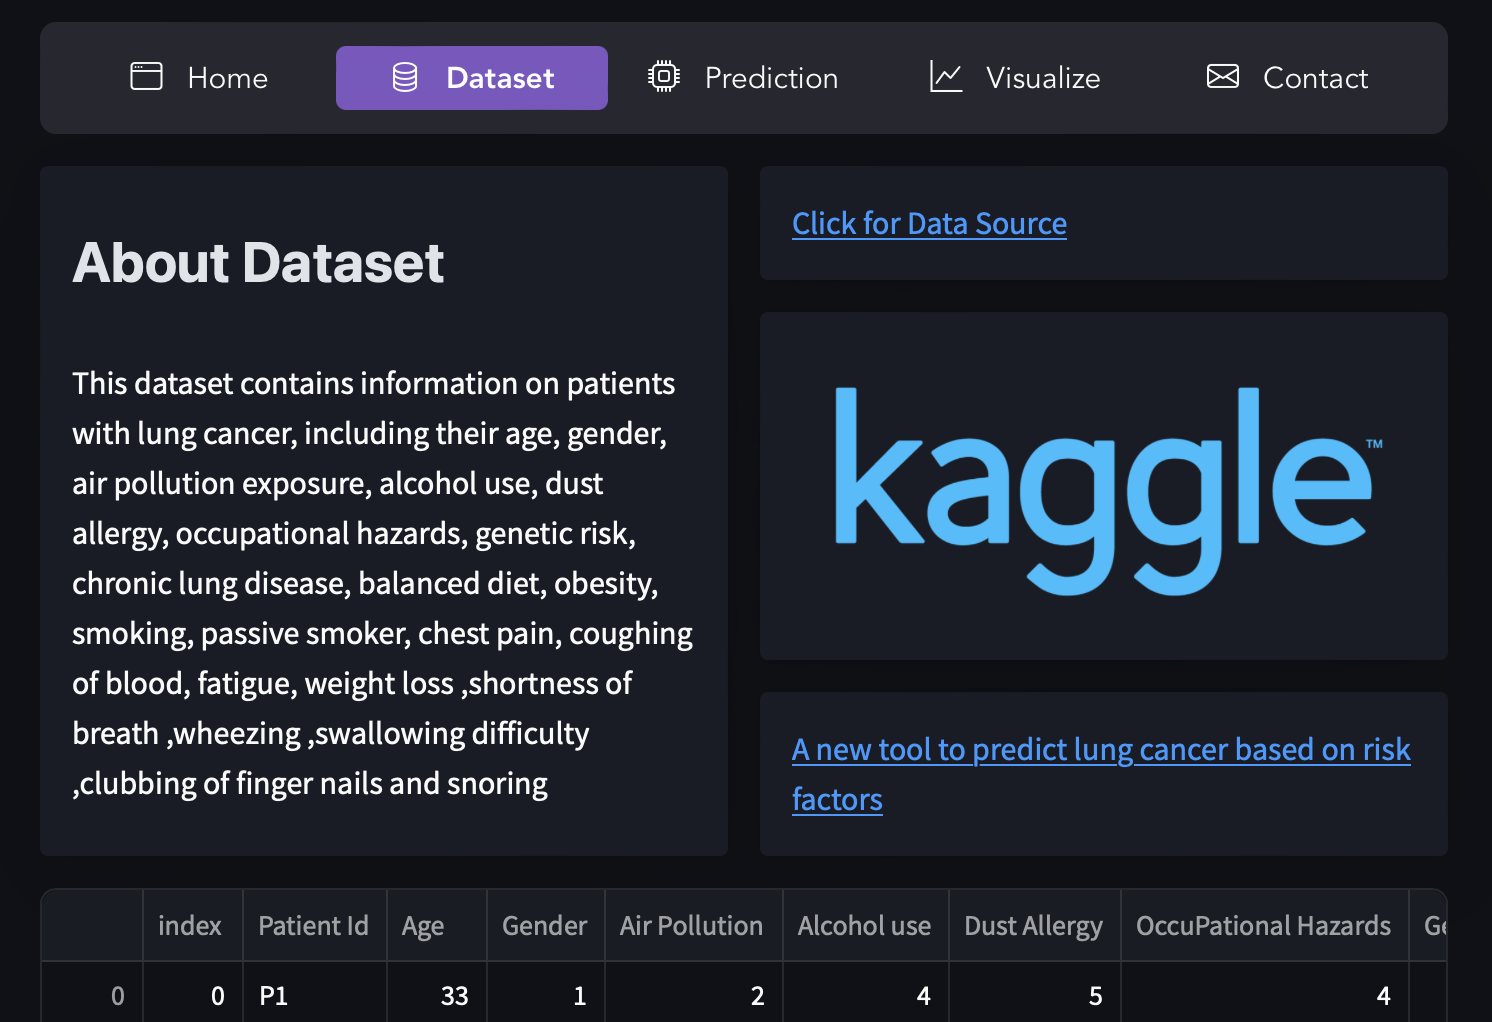 Home Dataset Prediction Visualize Contact
About Dataset
This dataset contains information on patients
with lung cancer, including their age, gender,
air pollution exposure, alcohol use, dust
allergy, occupational hazards, genetic risk,
chronic lung disease, balanced diet, obesity,
smoking, passive smoker, chest pain, coughing
of blood, fatigue, weight loss ,shortness of
breath ,wheezing ,swallowing difficulty
,clubbing of finger nails and snoring
Click for Data Source
kaggle™
A new tool to predict lung cancer based on risk
factors
index Patient Id Age Gender Air Pollution Alcohol use Dust Allergy OccuPational Hazards
0 0 P1 33 1 2 4 5 4